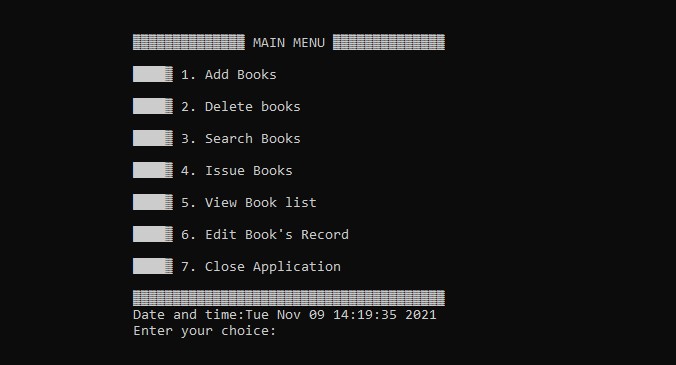 MAIN MENU
1. Add Books
2. Delete books
3. Search Books
4. Issue Books
5. View Book list
6. Edit Book's Record
7. Close Application
Date and time:Tue Nov 09 14:19:35 2021
Enter your choice: